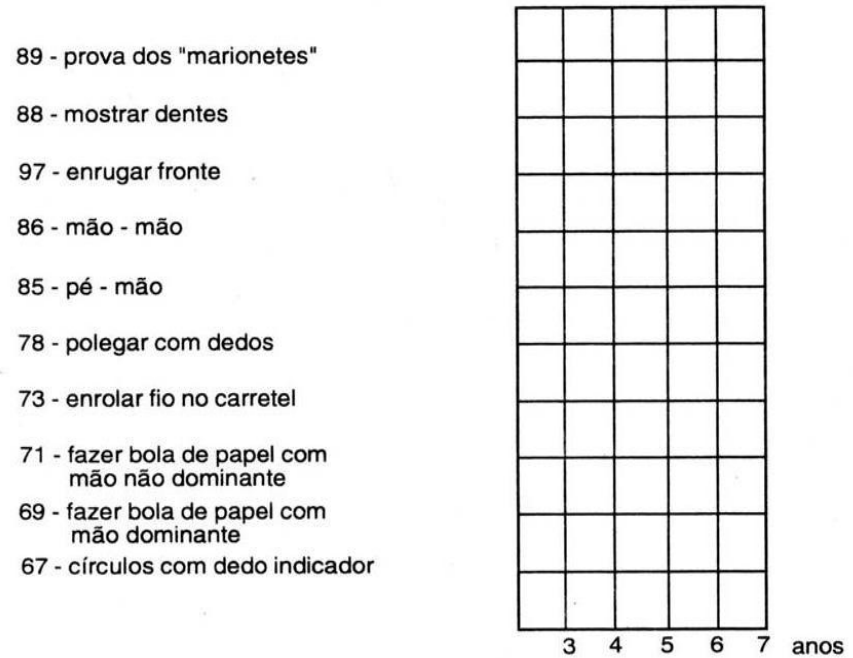 89 - prova dos "marionetes"
88 - mostrar dentes
97 - enrugar fronte
86 - mão - mão
85 - pé - mão
78 - polegar com dedos
73 - enrolar fio no carretel
71 - fazer bola de papel com
mão não dominante
69 - fazer bola de papel com
mão dominante
67 - círculos com dedo indicador
3 4 5 6 7 anos